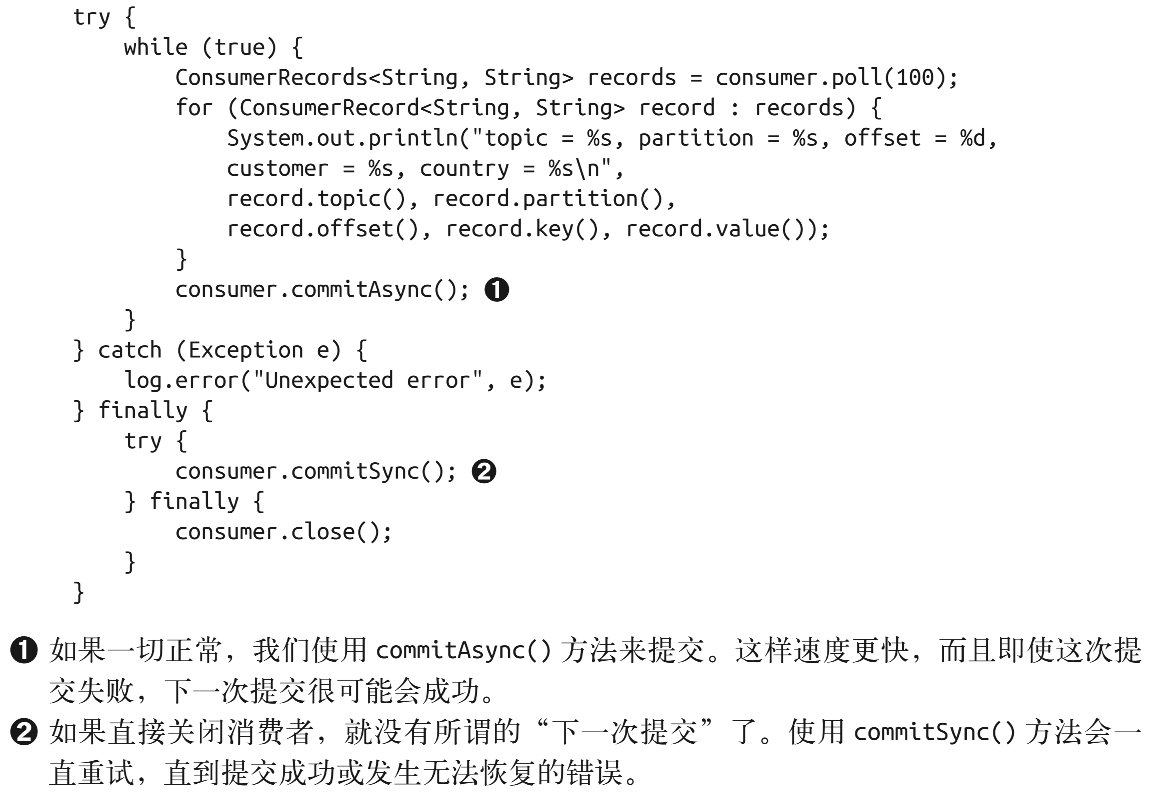 try {
    while (true) {
        ConsumerRecords<String, String> records = consumer.poll(100);
        for (ConsumerRecord<String, String> record : records) {
            System.out.println("topic = %s, partition = %s, offset = %d,
            customer = %s, country = %s\n",
            record.topic(), record.partition(),
            record.offset(), record.key(), record.value());
        }
        consumer.commitAsync(); ❶
    }
} catch (Exception e) {
    log.error("Unexpected error", e);
} finally {
    try {
        consumer.commitSync(); ❷
    } finally {
        consumer.close();
    }
}
❶ 如果一切正常，我们使用 commitAsync() 方法来提交。这样速度更快，而且即使这次提
交失败，下一次提交很可能会成功。
❷ 如果直接关闭消费者，就没有所谓的“下一次提交”了。使用 commitSync() 方法会一
直重试，直到提交成功或发生无法恢复的错误。